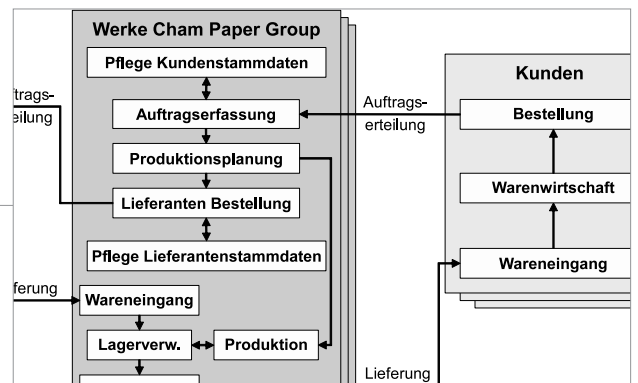 Werke Cham Paper Group
Pflege Kundenstammdaten
Auftragserfassung
Produktionsplanung
Lieferanten Bestellung
Pflege Lieferantenstammdaten
Wareneingang
Lagerverw.
Produktion
Auftrags-
erteilung
Kunden
Bestellung
Warenwirtschaft
Wareneingang
Lieferung